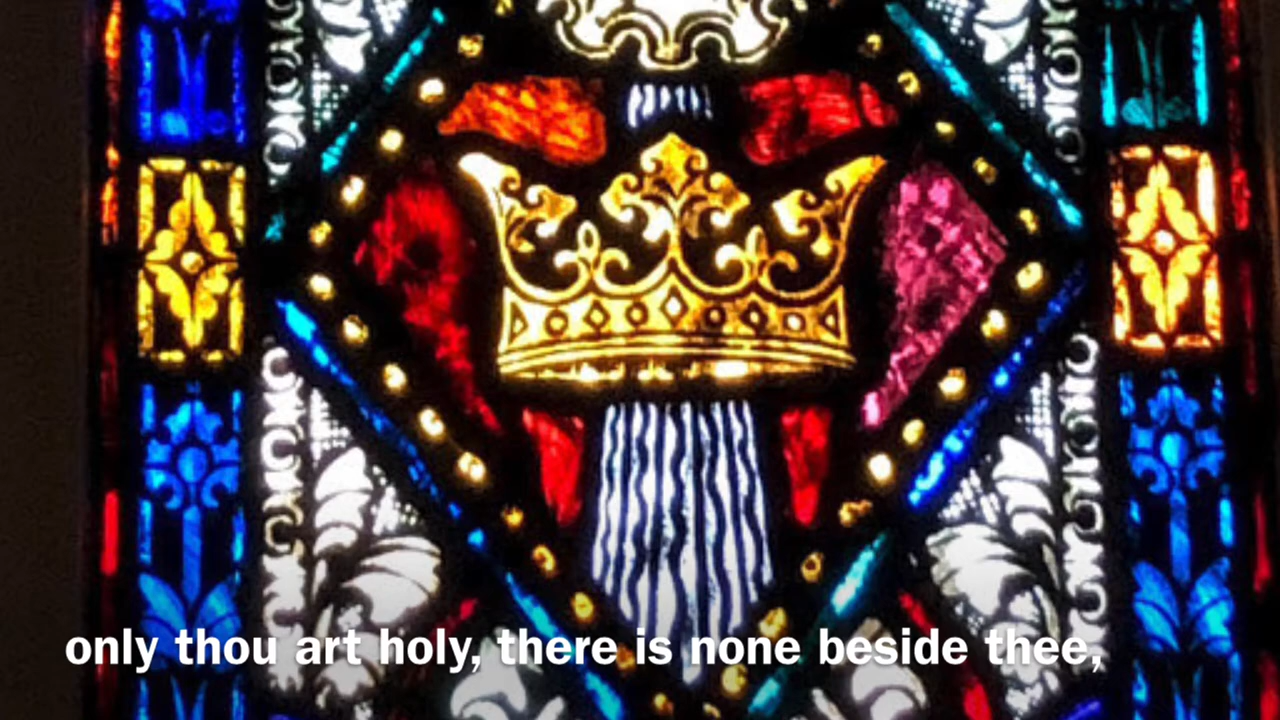 only thou art holy, there is none beside thee,